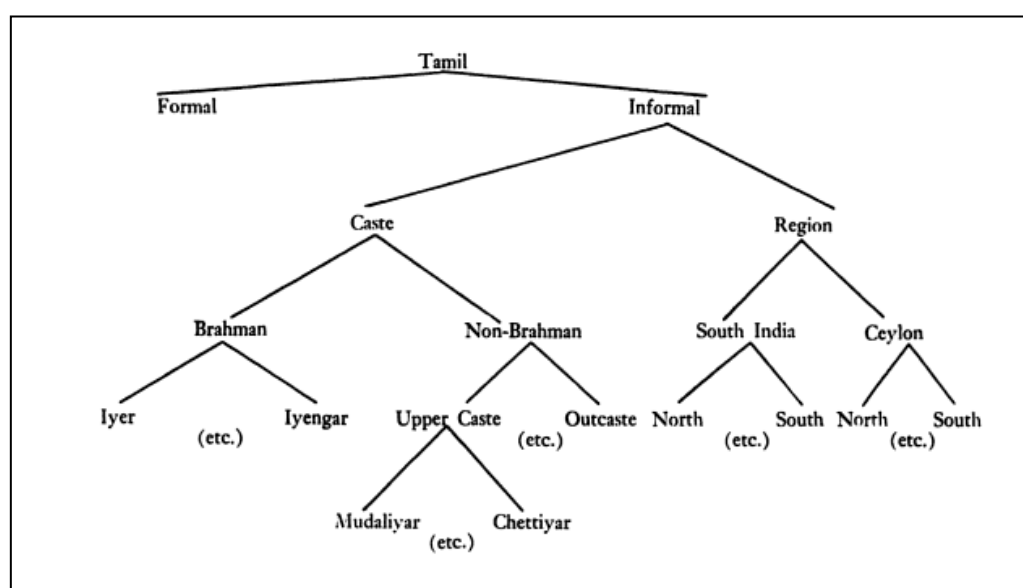 Tamil
Formal Informal
Caste Region
Brahman Non-Brahman South India Ceylon
Iyer Iyengar Upper Caste Outcaste North South North South
(etc.) (etc.) (etc.) (etc.)
Mudaliyar Chettiyar
(etc.)